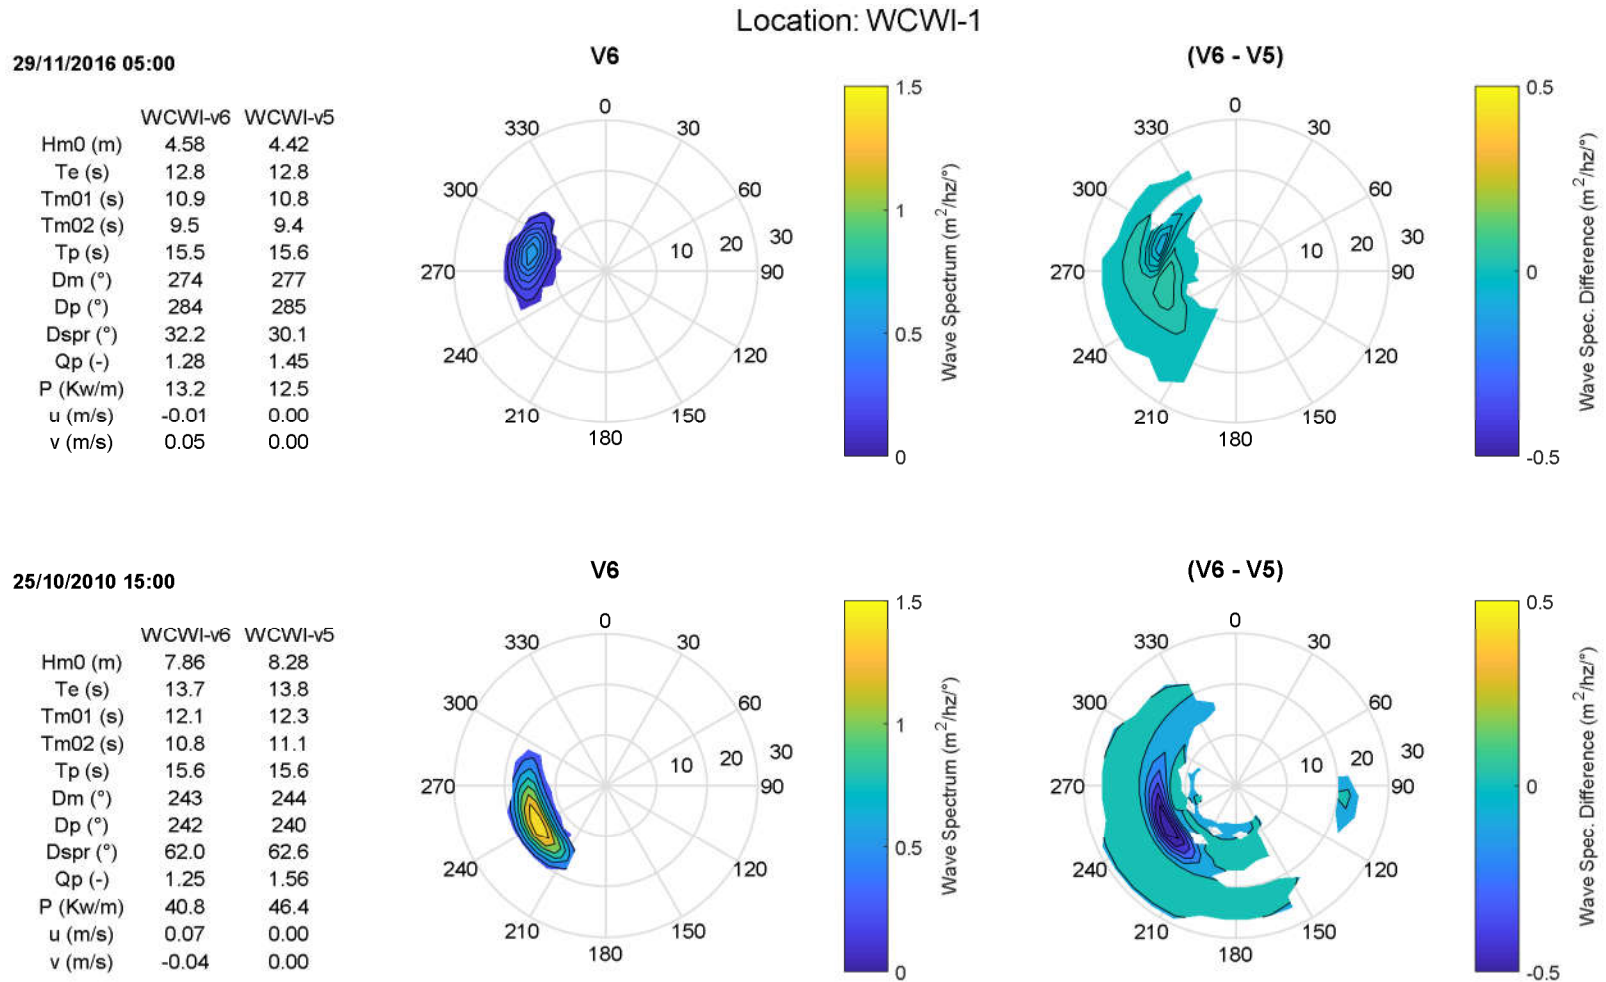 Location: WCWI-1
29/11/2016 05:00
WCWI-v6 WCWI-v5
Hm0 (m) 4.58 4.42
Te (s) 12.8 12.8
Tm01 (s) 10.9 10.8
Tm02 (s) 9.5 9.4
Tp (s) 15.5 15.6
Dm (°) 274 277
Dp (°) 284 285
Dspr (°) 32.2 30.1
Qp (-) 1.28 1.45
P (Kw/m) 13.2 12.5
u (m/s) -0.01 0.00
v (m/s) 0.05 0.00
V6
0
330 30
300 60
10 20 30
270 90
240 120
210 150
180
1.5
1
0.5
0
Wave Spectrum (m²/hz/°)
(V6 - V5)
0
330 30
300 60
10 20 30
270 90
240 120
210 150
180
0.5
0
-0.5
Wave Spec. Difference (m²/hz/°)
25/10/2010 15:00
WCWI-v6 WCWI-v5
Hm0 (m) 7.86 8.28
Te (s) 13.7 13.8
Tm01 (s) 12.1 12.3
Tm02 (s) 10.8 11.1
Tp (s) 15.6 15.6
Dm (°) 243 244
Dp (°) 242 240
Dspr (°) 62.0 62.6
Qp (-) 1.25 1.56
P (Kw/m) 40.8 46.4
u (m/s) 0.07 0.00
v (m/s) -0.04 0.00
V6
0
330 30
300 60
10 20 30
270 90
240 120
210 150
180
1.5
1
0.5
0
Wave Spectrum (m²/hz/°)
(V6 - V5)
0
330 30
300 60
10 20 30
270 90
240 120
210 150
180
0.5
0
-0.5
Wave Spec. Difference (m²/hz/°)